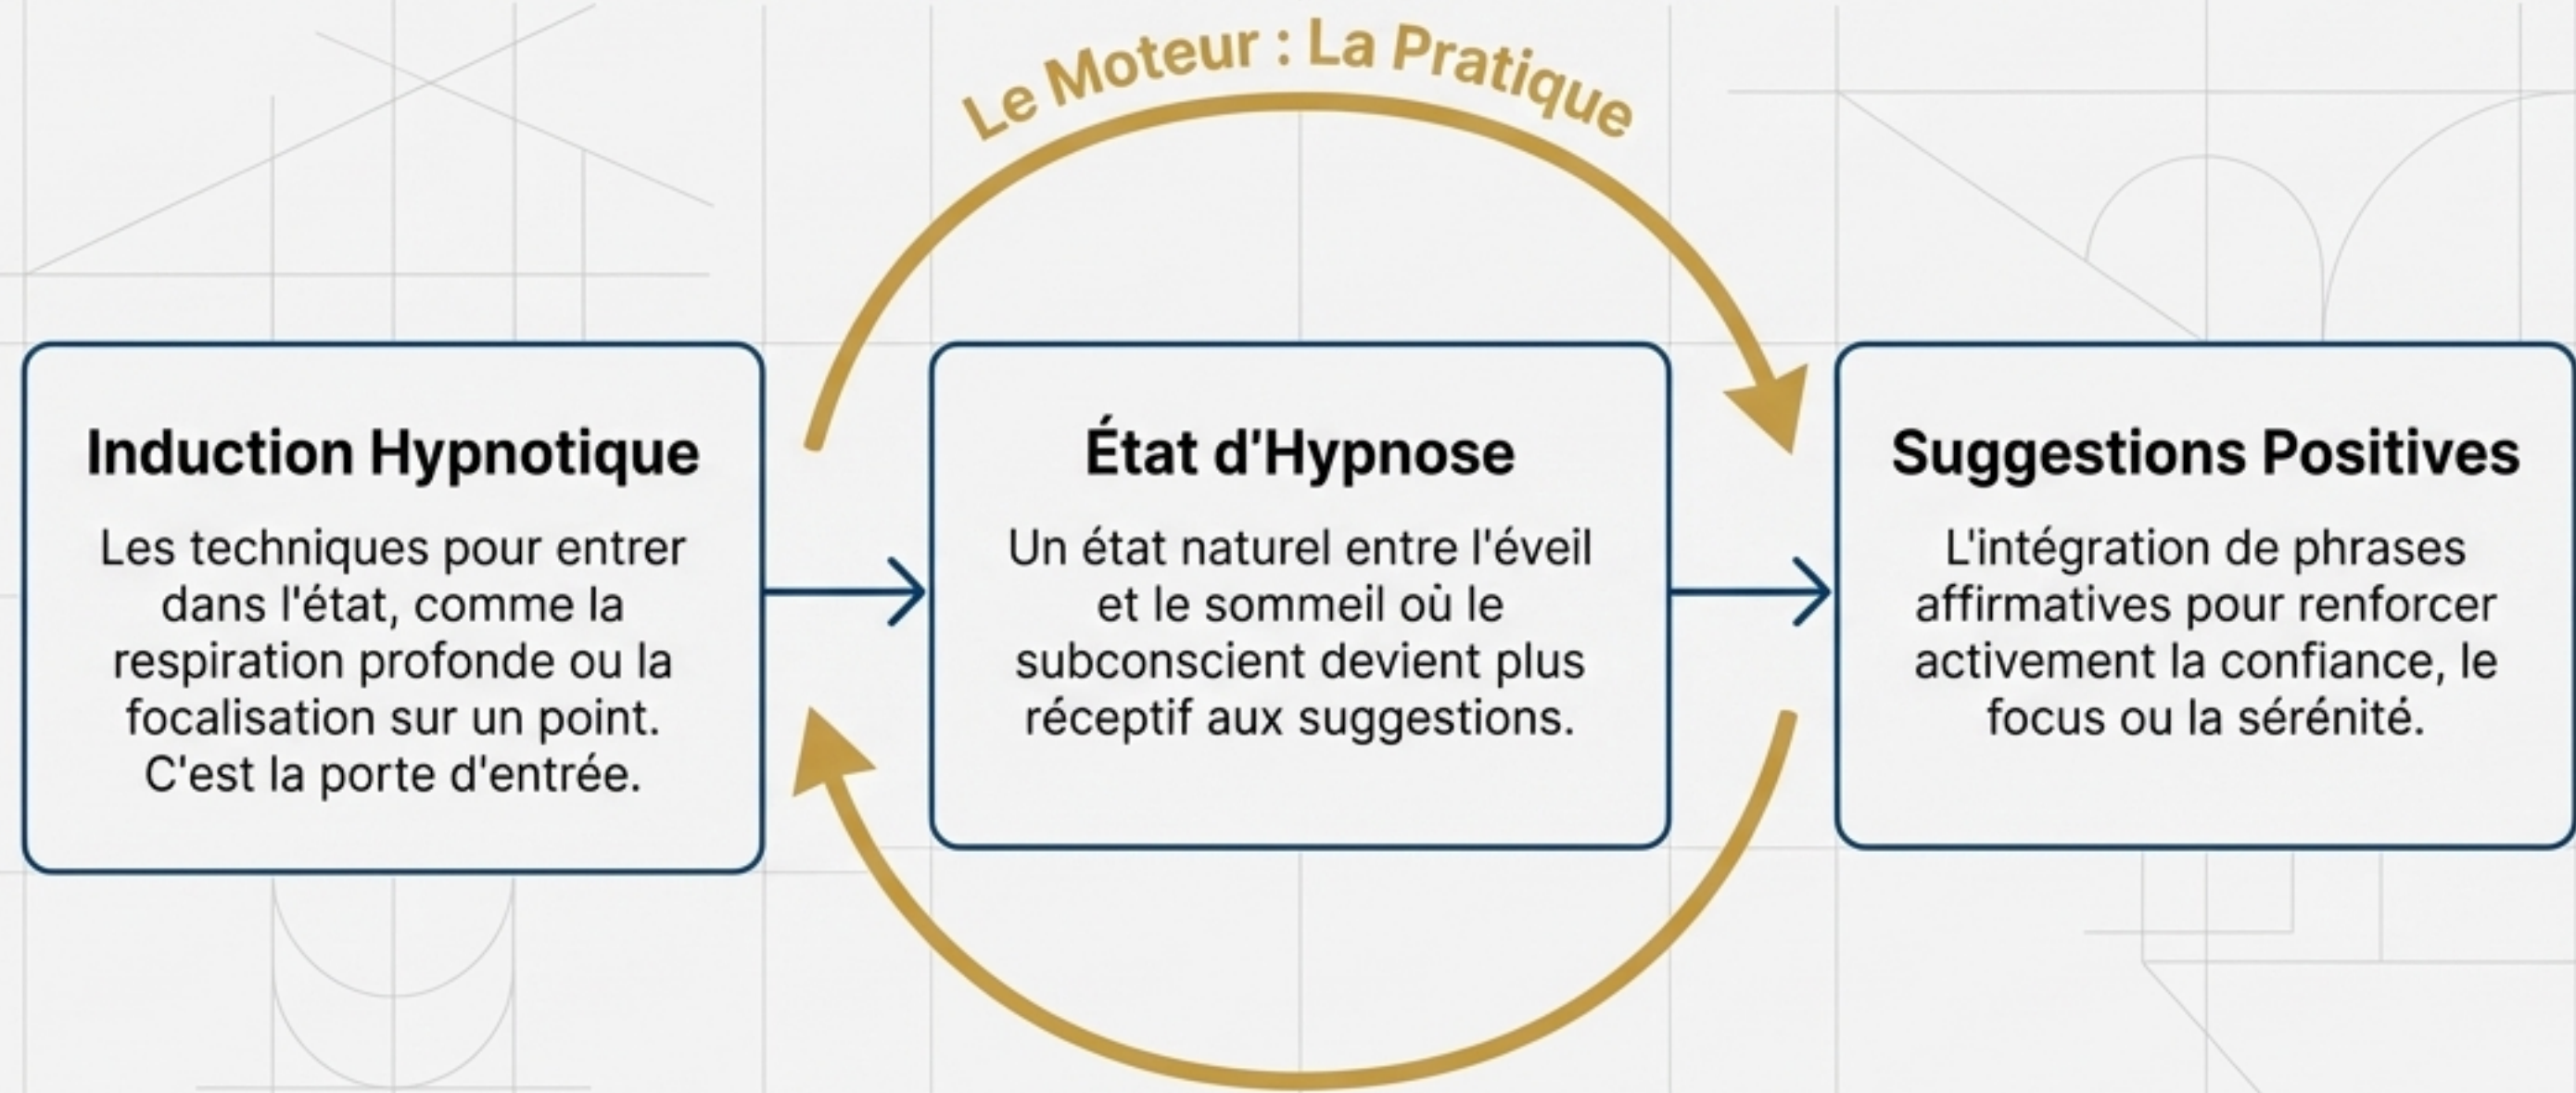 Le Moteur : La Pratique
Induction Hypnotique
Les techniques pour entrer
dans l'état, comme la
respiration profonde ou la
focalisation sur un point.
C'est la porte d'entrée.
État d'Hypnose
Un état naturel entre l'éveil
et le sommeil où le
subconscient devient plus
réceptif aux suggestions.
Suggestions Positives
L'intégration de phrases
affirmatives pour renforcer
activement la confiance, le
focus ou la sérénité.